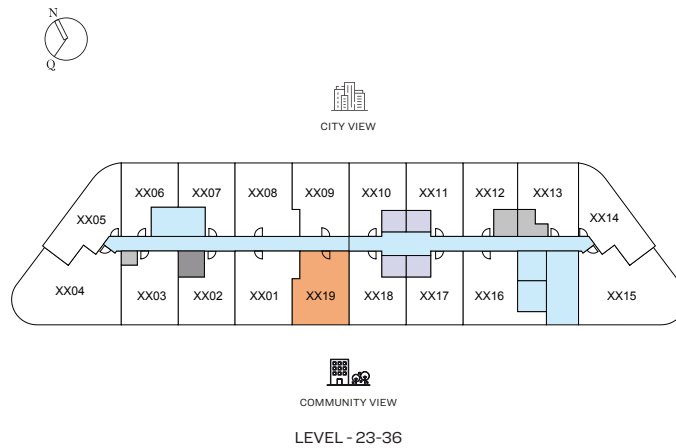 N
Q
CITY VIEW
XX06 XX07 XX08 XX09 XX10 XX11 XX12 XX13
XX05 XX14
XX04 XX03 XX02 XX01 XX19 XX18 XX17 XX16 XX15
COMMUNITY VIEW
LEVEL - 23-36